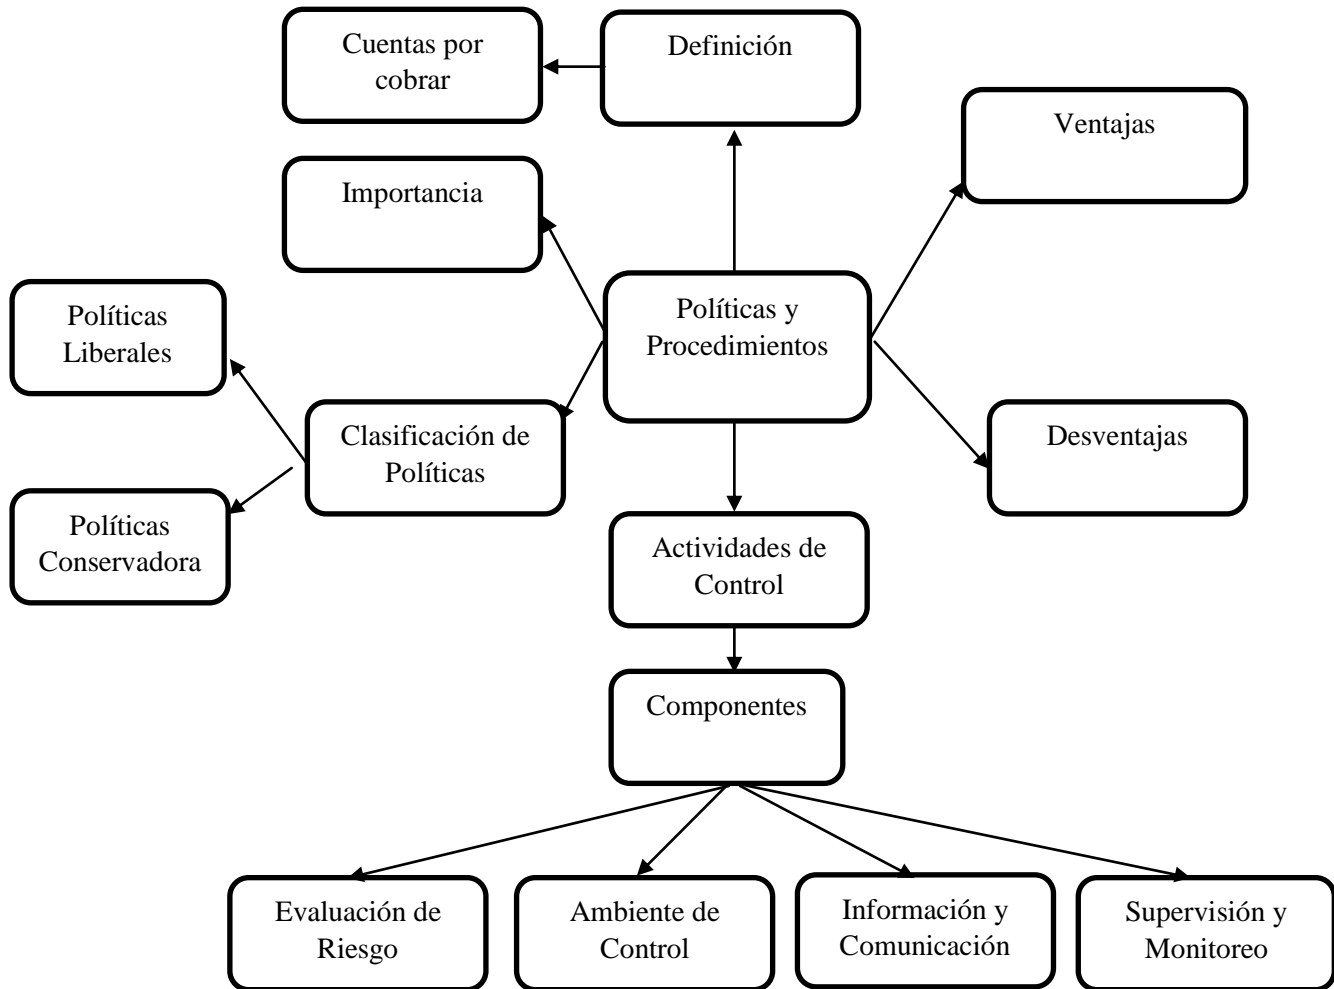 Cuentas por
cobrar
Definición
Ventajas
Importancia
Políticas y
Procedimientos
Políticas
Liberales
Clasificación de
Políticas
Desventajas
Políticas
Conservadora
Actividades de
Control
Componentes
Evaluación de
Riesgo
Ambiente de
Control
Información y
Comunicación
Supervisión y
Monitoreo